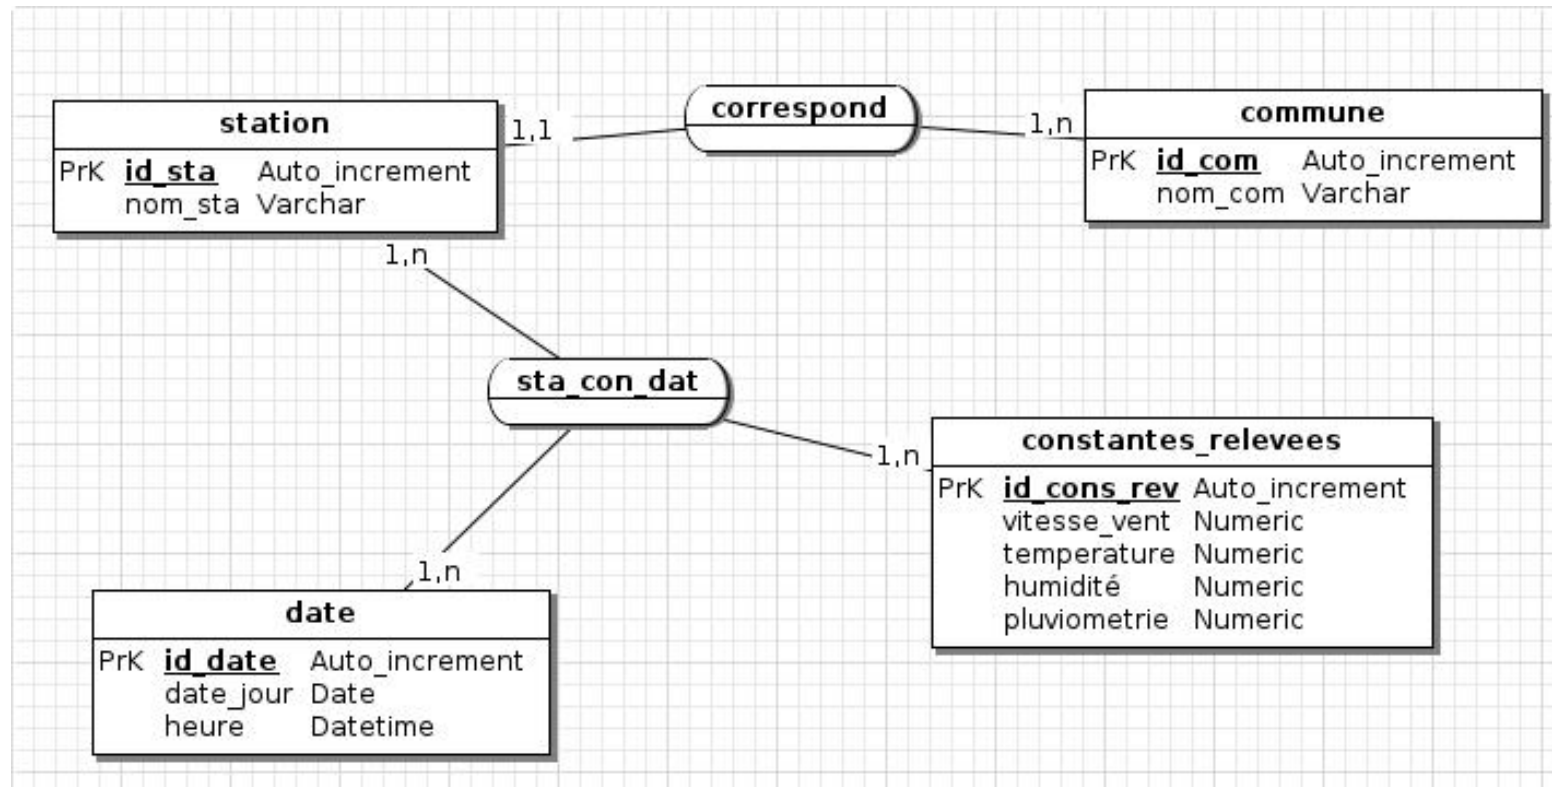 station
PrK id_sta Auto_increment
nom_sta Varchar
1,1
correspond
1,n
commune
PrK id_com Auto_increment
nom_com Varchar
1,n
sta_con_dat
1,n
constantes_relevees
PrK id_cons_rev Auto_increment
vitesse_vent Numeric
temperature Numeric
humidité Numeric
pluviometrie Numeric
1,n
date
PrK id_date Auto_increment
date_jour Date
heure Datetime